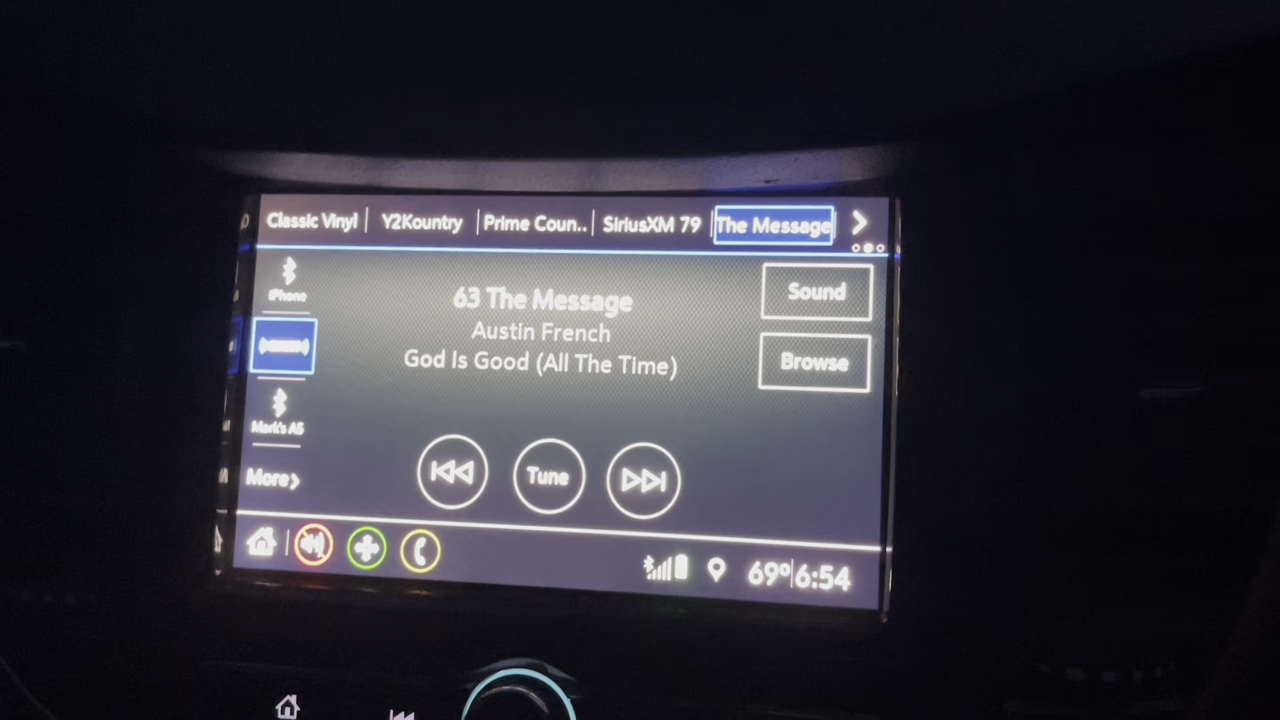 Classic Vinyl
Y2Kountry
Prime Coun..
SiriusXM 79
The Message
iPhone
63 The Message
Austin French
God Is Good (All The Time)
Sound
Browse
Mark's A5
More
Tune
69° 6:54